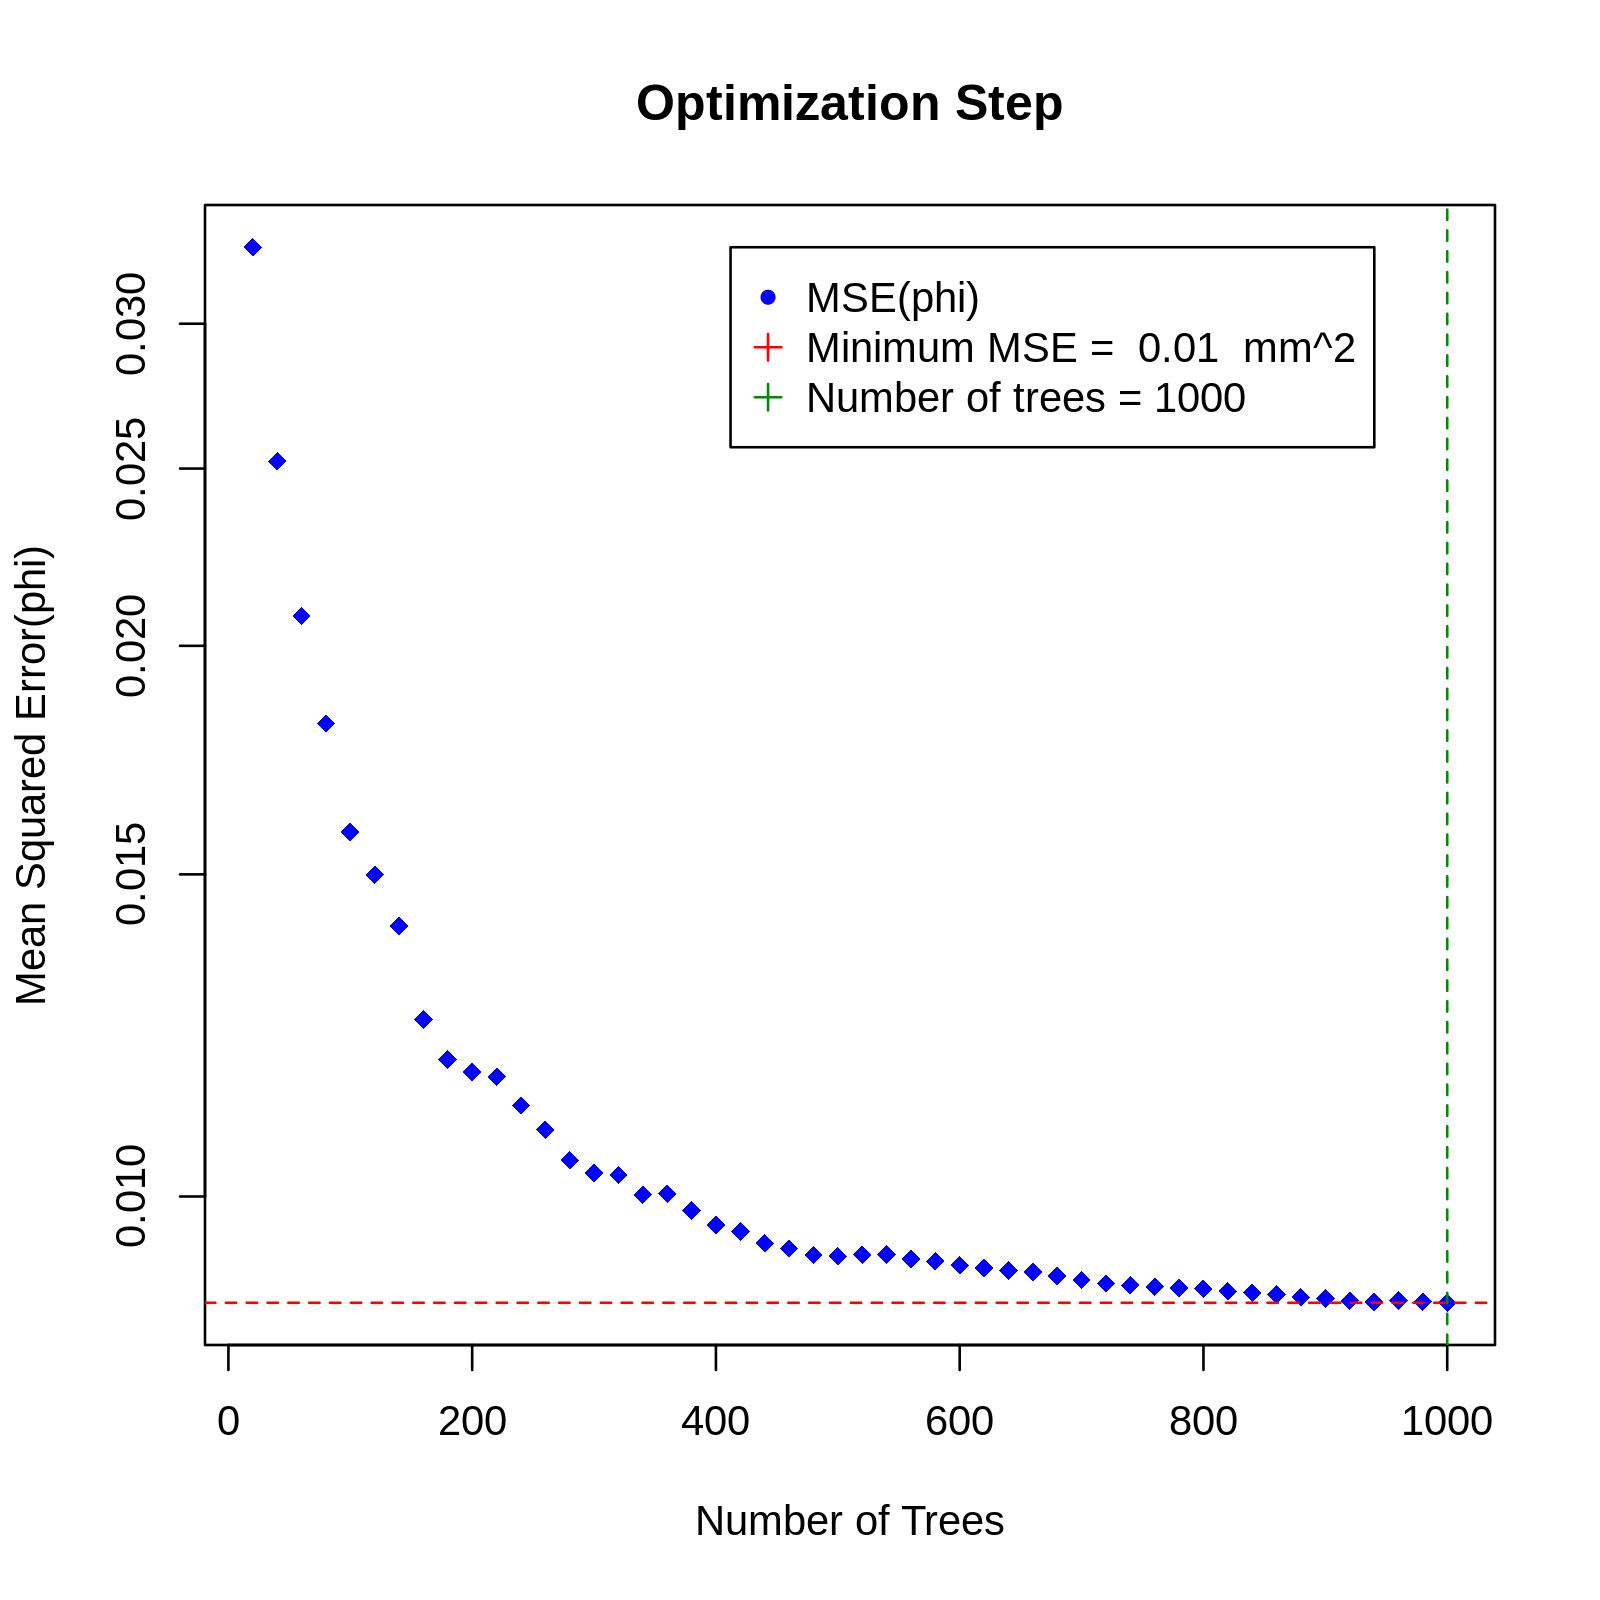 Optimization Step
MSE(phi)
Minimum MSE =  0.01  mm^2
Number of trees = 1000
Mean Squared Error(phi)
0.030
0.025
0.020
0.015
0.010
0 200 400 600 800 1000
Number of Trees